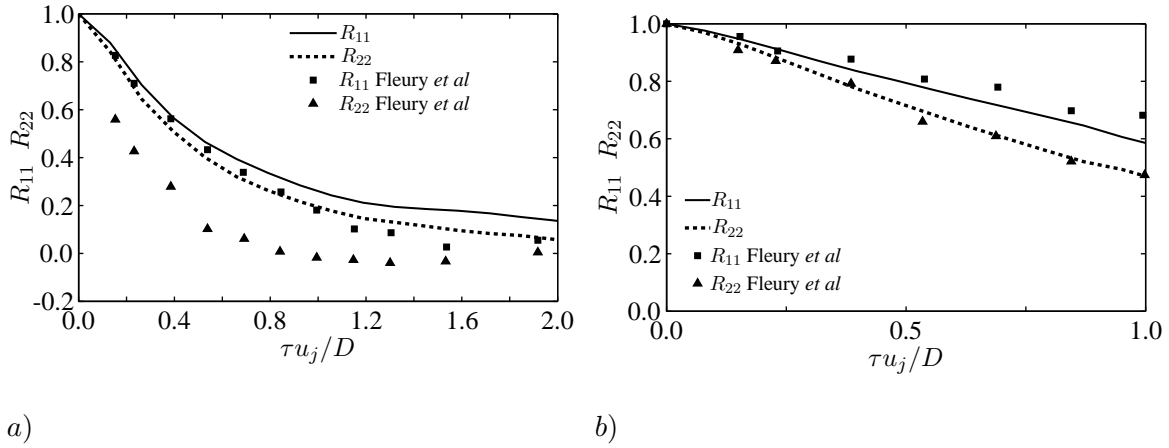 1.0
0.8
0.6
0.4
0.2
0.0
-0.2
R11 R22
0.0 0.4 0.8 1.2 1.6 2.0
τuj/D
R11
R22
R11 Fleury et al
R22 Fleury et al
a)
1.0
0.8
0.6
0.4
0.2
0.0
R11 R22
0.0 0.5 1.0
τuj/D
R11
R22
R11 Fleury et al
R22 Fleury et al
b)